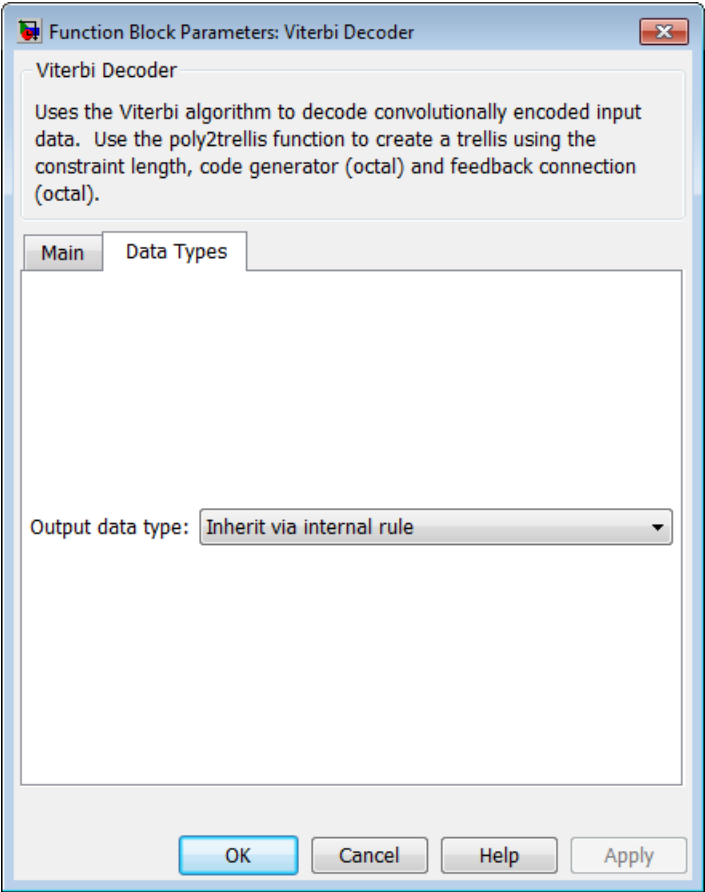 Function Block Parameters: Viterbi Decoder
Viterbi Decoder
Uses the Viterbi algorithm to decode convolutionally encoded input
data.  Use the poly2trellis function to create a trellis using the
constraint length, code generator (octal) and feedback connection
(octal).
Main Data Types
Output data type: Inherit via internal rule
OK Cancel Help Apply